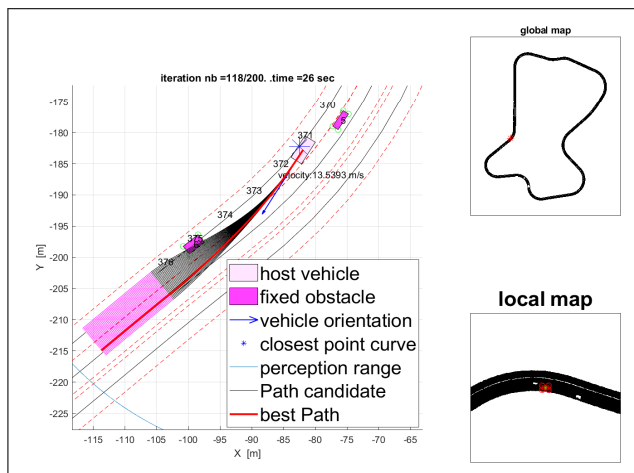 global map
iteration nb =118/200. .time =26 sec
-175
-180
-185
-190
-195
-200
-205
-210
-215
-220
-225
Y [m]
370
5
371
372
velocity:13.5393 m/s
373
374
375
376
host vehicle
fixed obstacle
vehicle orientation
closest point curve
perception range
Path candidate
best Path
-115 -110 -105 -100 -95 -90 -85 -80 -75 -70 -65
X [m]
local map